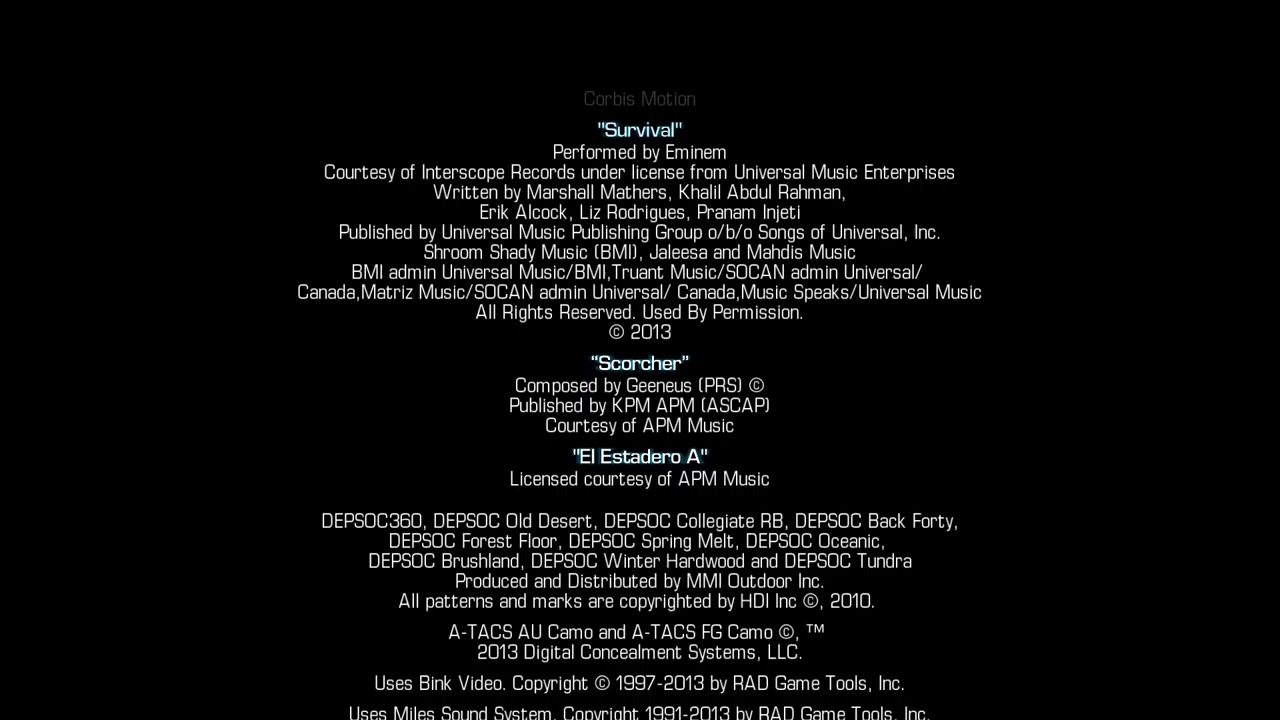 Corbis Motion
"Survival"
Performed by Eminem
Courtesy of Interscope Records under license from Universal Music Enterprises
Written by Marshall Mathers, Khalil Abdul Rahman,
Erik Alcock, Liz Rodrigues, Pranam Injeti
Published by Universal Music Publishing Group o/b/o Songs of Universal, Inc.
Shroom Shady Music (BMI), Jaleesa and Mahdis Music
BMI admin Universal Music/BMI,Truant Music/SOCAN admin Universal/
Canada,Matriz Music/SOCAN admin Universal/ Canada,Music Speaks/Universal Music
All Rights Reserved. Used By Permission.
© 2013
“Scorcher”
Composed by Geeneus (PRS) ©
Published by KPM APM (ASCAP)
Courtesy of APM Music
"El Estadero A"
Licensed courtesy of APM Music
DEPSOC360, DEPSOC Old Desert, DEPSOC Collegiate RB, DEPSOC Back Forty,
DEPSOC Forest Floor, DEPSOC Spring Melt, DEPSOC Oceanic,
DEPSOC Brushland, DEPSOC Winter Hardwood and DEPSOC Tundra
Produced and Distributed by MMI Outdoor Inc.
All patterns and marks are copyrighted by HDI Inc ©, 2010.
A-TACS AU Camo and A-TACS FG Camo ©, ™
2013 Digital Concealment Systems, LLC.
Uses Bink Video. Copyright © 1997-2013 by RAD Game Tools, Inc.
Uses Miles Sound System. Copyright 1991-2013 by RAD Game Tools, Inc.